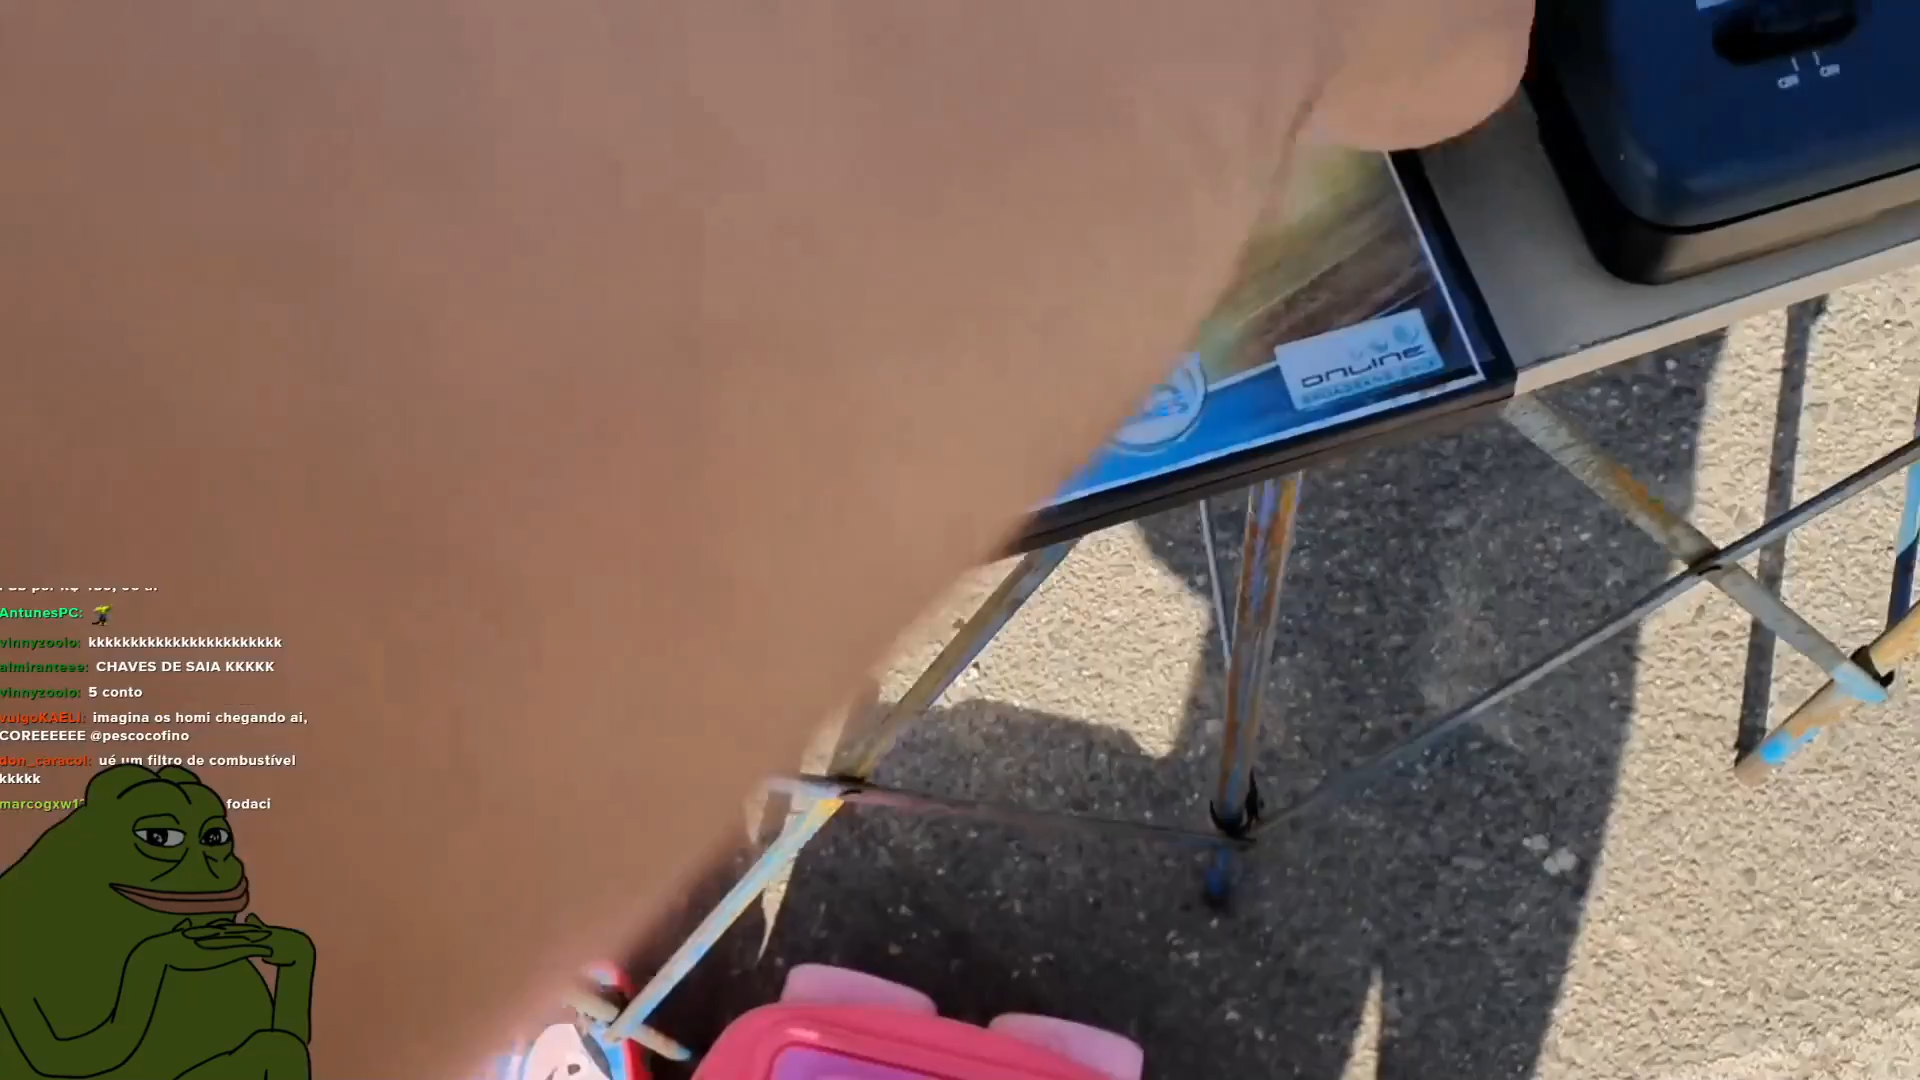 AntunesPC:
vinnyzoolo: kkkkkkkkkkkkkkkkkkkkkkk
almiranteee: CHAVES DE SAIA KKKKK
vinnyzoolo: 5 conto
vulgoKAELI: imagina os homi chegando ai,
COREEEEEE @pescocofino
don_caracol: ué um filtro de combustível
kkkkk
fodaci
ONLINE